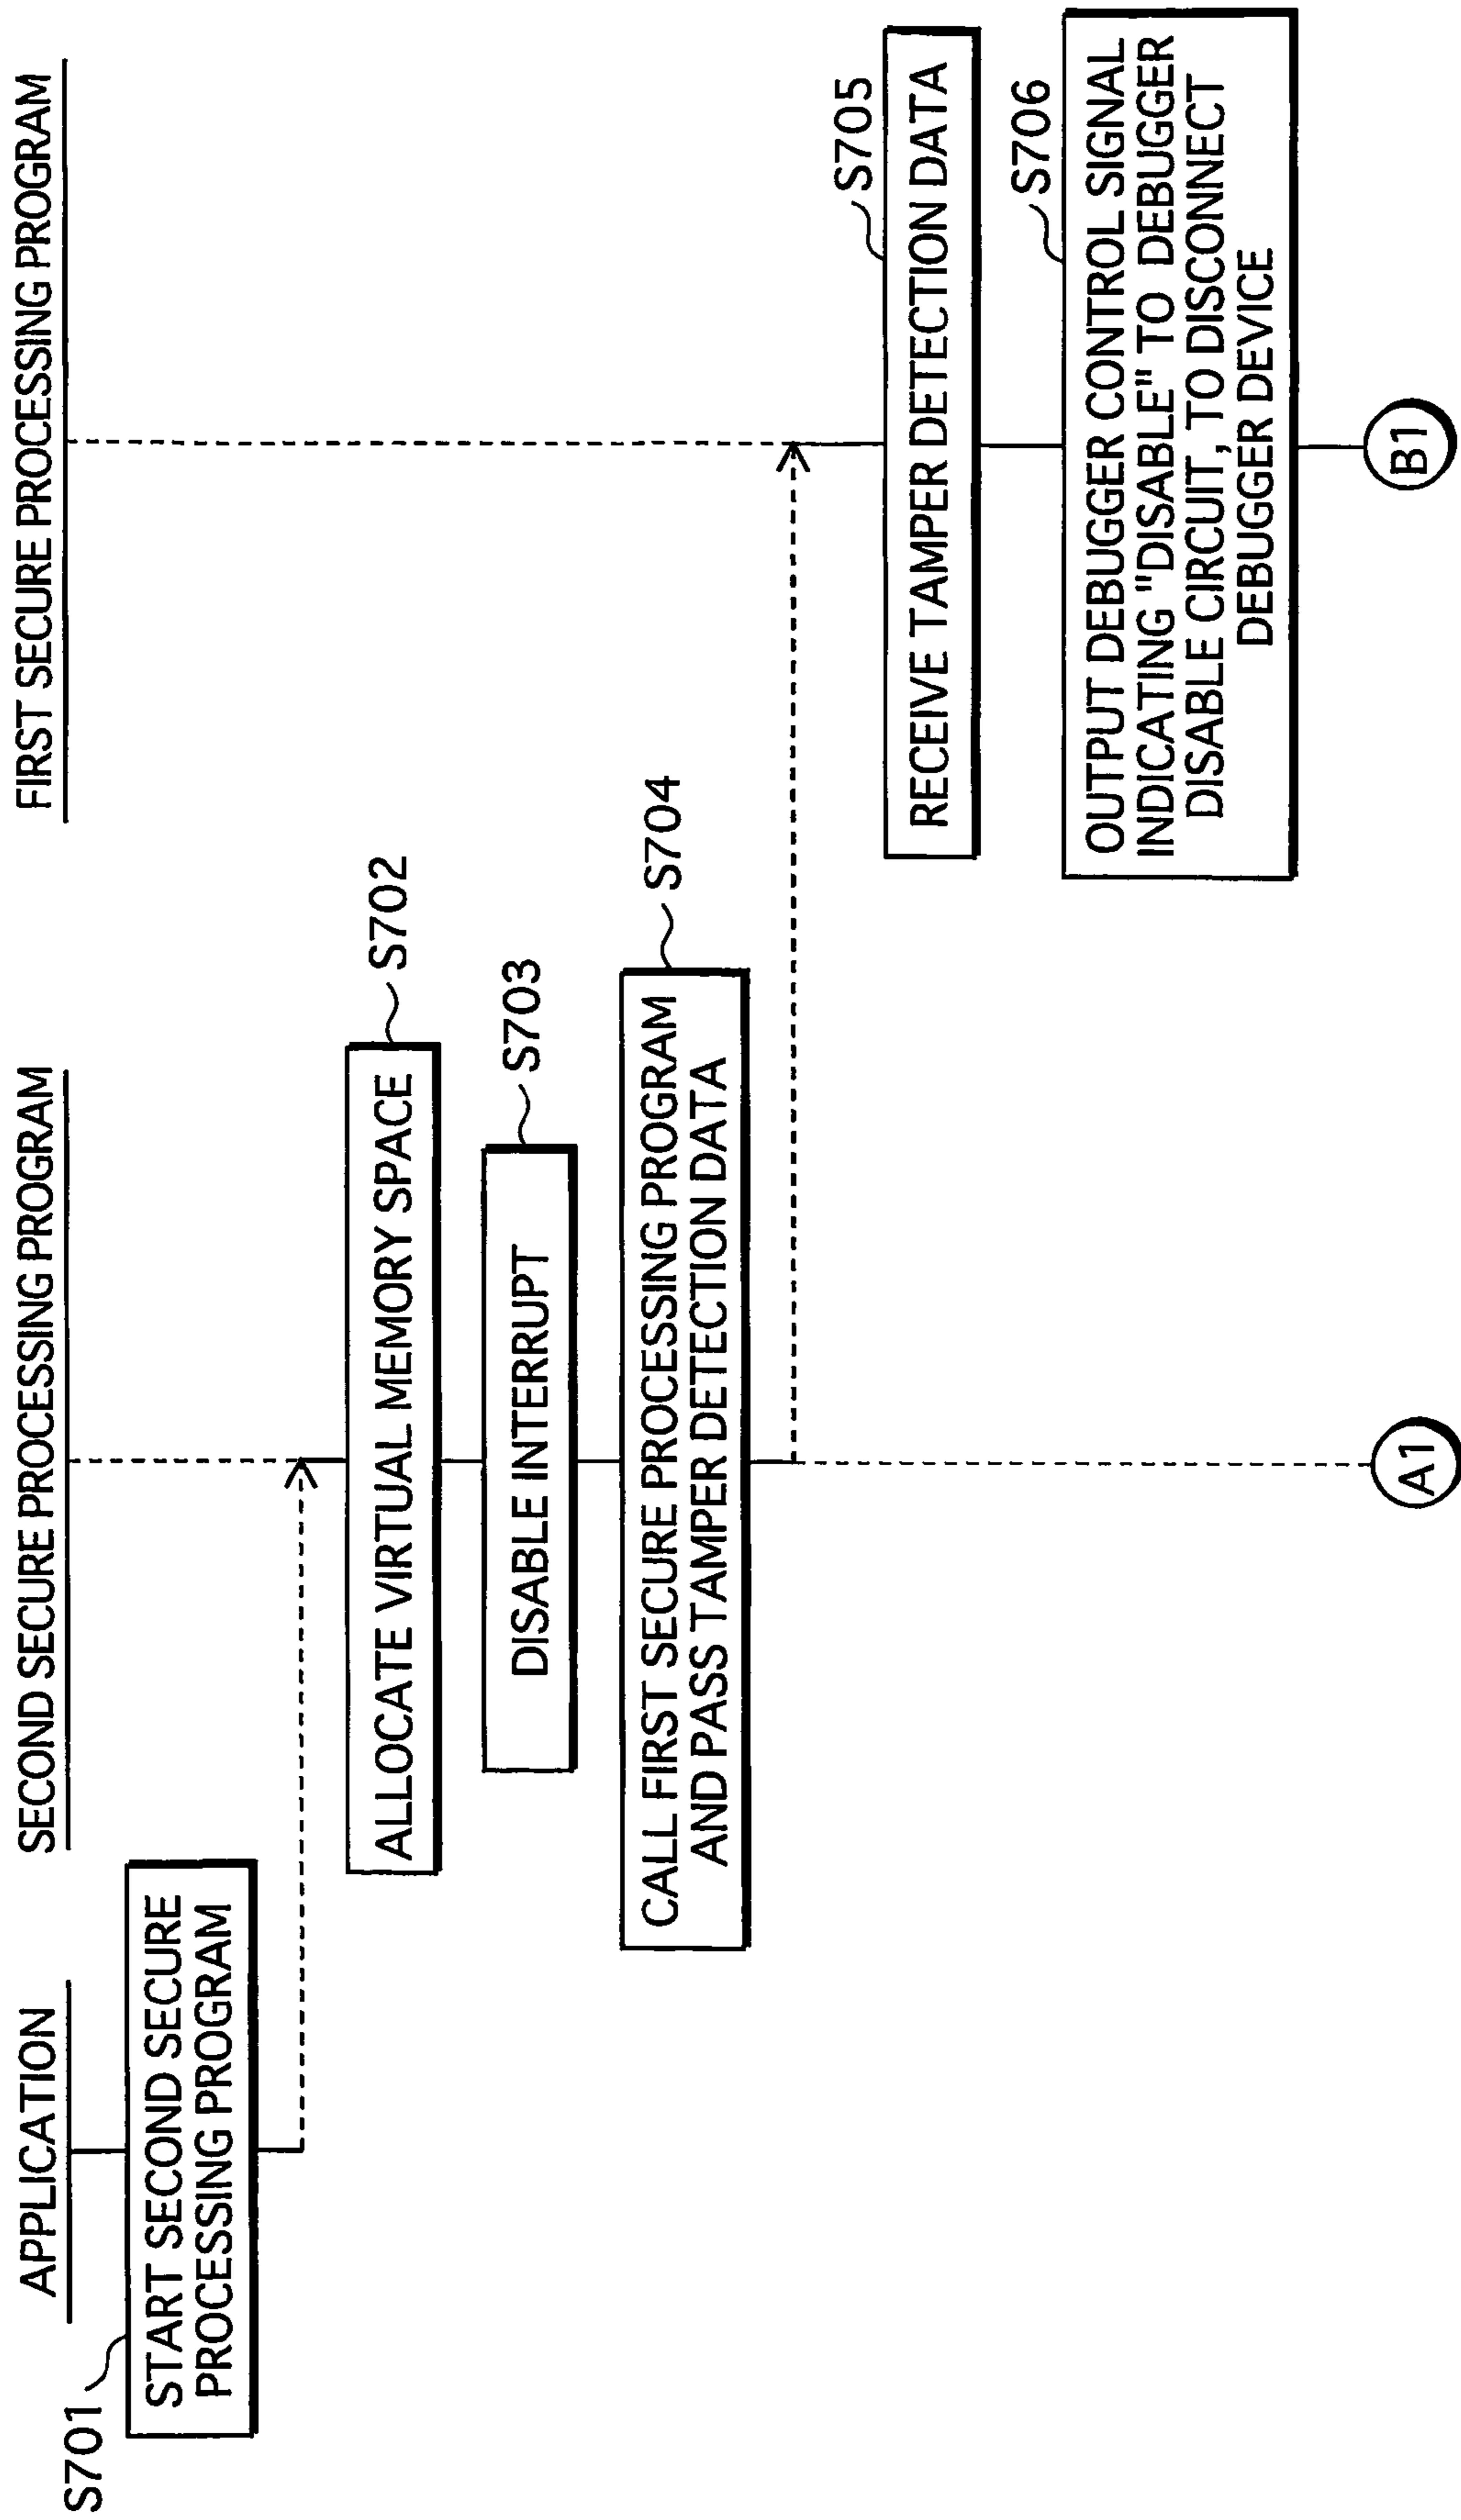 APPLICATION
SECOND SECURE PROCESSING PROGRAM
FIRST SECURE PROCESSING PROGRAM
S701
START SECOND SECURE
PROCESSING PROGRAM
S702
ALLOCATE VIRTUAL MEMORY SPACE
S703
DISABLE INTERRUPT
S704
CALL FIRST SECURE PROCESSING PROGRAM
AND PASS TAMPER DETECTION DATA
S705
RECEIVE TAMPER DETECTION DATA
S706
OUTPUT DEBUGGER CONTROL SIGNAL
INDICATING "DISABLE" TO DEBUGGER
DISABLE CIRCUIT, TO DISCONNECT
DEBUGGER DEVICE
A1
B1